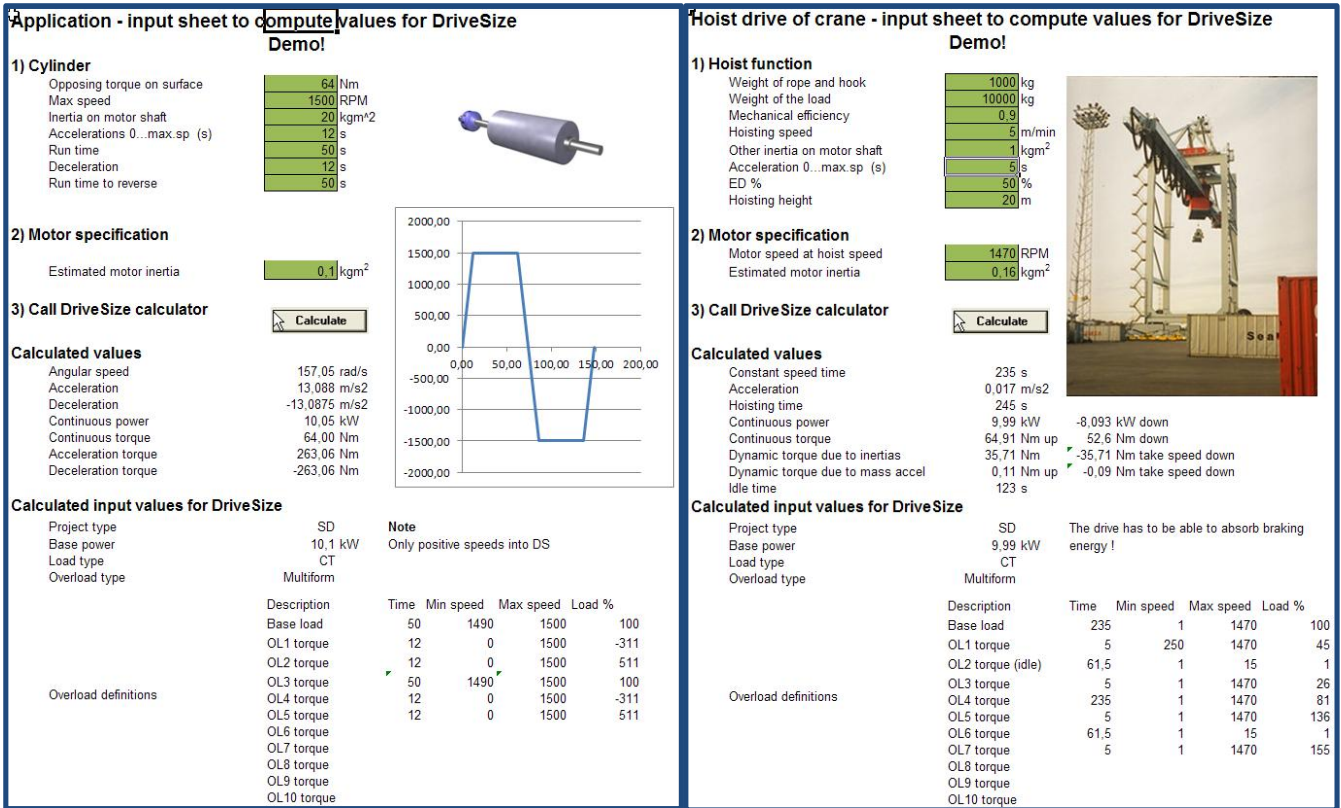 Application - input sheet to compute values for DriveSize
Demo!
1) Cylinder
Opposing torque on surface 64 Nm
Max speed 1500 RPM
Inertia on motor shaft 20 kgm^2
Accelerations 0...max.sp (s) 12 s
Run time 50 s
Deceleration 12 s
Run time to reverse 50 s
2) Motor specification
Estimated motor inertia 0,1 kgm²
3) Call DriveSize calculator
Calculate
Calculated values
Angular speed 157,05 rad/s
Acceleration 13,088 m/s2
Deceleration -13,0875 m/s2
Continuous power 10,05 kW
Continuous torque 64,00 Nm
Acceleration torque 263,06 Nm
Deceleration torque -263,06 Nm
2000,00
1500,00
1000,00
500,00
0,00
-500,00
-1000,00
-1500,00
-2000,00
0,00 50,00 100,00 150,00 200,00
Calculated input values for DriveSize
Project type SD Note
Base power 10,1 kW Only positive speeds into DS
Load type CT
Overload type Multiform
Description Time Min speed Max speed Load %
Base load 50 1490 1500 100
OL1 torque 12 0 1500 -311
OL2 torque 12 0 1500 511
OL3 torque 50 1490 1500 100
Overload definitions OL4 torque 12 0 1500 -311
OL5 torque 12 0 1500 511
OL6 torque
OL7 torque
OL8 torque
OL9 torque
OL10 torque
Hoist drive of crane - input sheet to compute values for DriveSize
Demo!
1) Hoist function
Weight of rope and hook 1000 kg
Weight of the load 10000 kg
Mechanical efficiency 0,9
Hoisting speed 5 m/min
Other inertia on motor shaft 1 kgm²
Acceleration 0...max.sp (s) 5 s
ED % 50 %
Hoisting height 20 m
2) Motor specification
Motor speed at hoist speed 1470 RPM
Estimated motor inertia 0,16 kgm²
3) Call DriveSize calculator
Calculate
Calculated values
Constant speed time 235 s
Acceleration 0,017 m/s2
Hoisting time 245 s
Continuous power 9,99 kW -8,093 kW down
Continuous torque 64,91 Nm up 52,6 Nm down
Dynamic torque due to inertias 35,71 Nm -35,71 Nm take speed down
Dynamic torque due to mass accel 0,11 Nm up -0,09 Nm take speed down
Idle time 123 s
Calculated input values for DriveSize
Project type SD The drive has to be able to absorb braking
Base power 9,99 kW energy !
Load type CT
Overload type Multiform
Description Time Min speed Max speed Load %
Base load 235 1 1470 100
OL1 torque 5 250 1470 45
OL2 torque (idle) 61,5 1 15 1
OL3 torque 5 1 1470 26
Overload definitions OL4 torque 235 1 1470 81
OL5 torque 5 1 1470 136
OL6 torque 61,5 1 15 1
OL7 torque 5 1 1470 155
OL8 torque
OL9 torque
OL10 torque